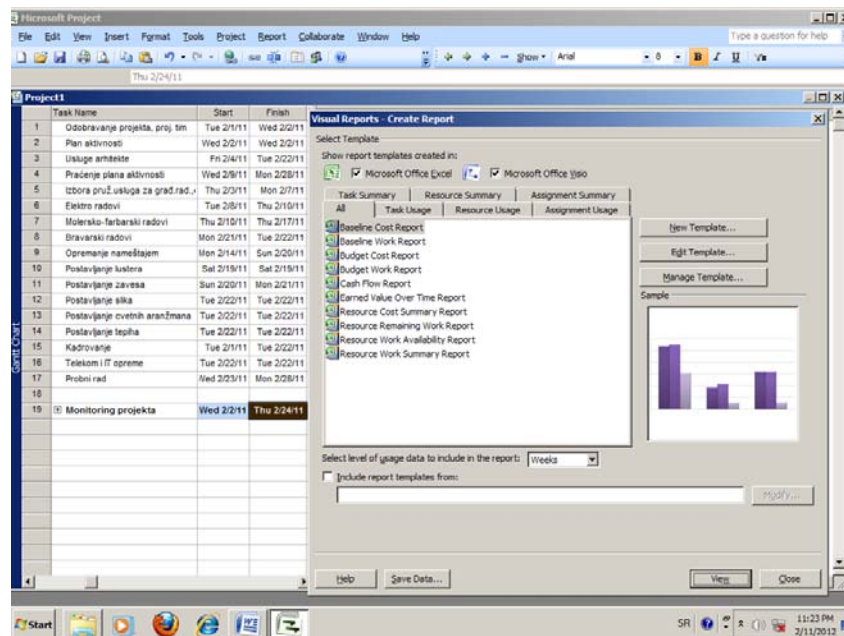 Microsoft Project
File Edit View Insert Format Tools Project Report Collaborate Window Help
Type a question for help
Show Arial 8 B I U
Thu 2/24/11
Project1
Task Name Start Finish
1 Odobravanje projekta, proj. tim Tue 2/1/11 Wed 2/2/11
2 Plan aktivnosti Wed 2/2/11 Wed 2/2/11
3 Usluge arhitekte Fri 2/4/11 Tue 2/22/11
4 Praćenje plana aktivnosti Wed 2/9/11 Mon 2/28/11
5 Izbora pruž.usluga za građ.rad., Thu 2/3/11 Mon 2/7/11
6 Elektro radovi Tue 2/8/11 Thu 2/10/11
7 Molersko-farbarski radovi Thu 2/10/11 Thu 2/17/11
8 Bravarski radovi Mon 2/21/11 Tue 2/22/11
9 Opremanje nameštajem Mon 2/14/11 Sun 2/20/11
10 Postavljanje lustera Sat 2/19/11 Sat 2/19/11
11 Postavljanje zavesa Sun 2/20/11 Mon 2/21/11
12 Postavljanje slika Tue 2/22/11 Tue 2/22/11
13 Postavljanje cvetnih aranžmana Tue 2/22/11 Tue 2/22/11
14 Postavljanje tepiha Tue 2/22/11 Tue 2/22/11
15 Kadrovanje Tue 2/1/11 Tue 2/22/11
16 Telekom i IT opreme Tue 2/22/11 Tue 2/22/11
17 Probni rad Wed 2/23/11 Mon 2/28/11
18
19 Monitoring projekta Wed 2/2/11 Thu 2/24/11
Gantt Chart
Visual Reports - Create Report
Select Template
Show report templates created in:
Microsoft Office Excel Microsoft Office Visio
Task Summary Resource Summary Assignment Summary
All Task Usage Resource Usage Assignment Usage
Baseline Cost Report
Baseline Work Report
Budget Cost Report
Budget Work Report
Cash Flow Report
Earned Value Over Time Report
Resource Cost Summary Report
Resource Remaining Work Report
Resource Work Availability Report
Resource Work Summary Report
New Template...
Edit Template...
Manage Template...
Sample
Select level of usage data to include in the report: Weeks
Include report templates from:
Modify...
Help Save Data... View Close
Start
SR 11:23 PM
2/11/2012